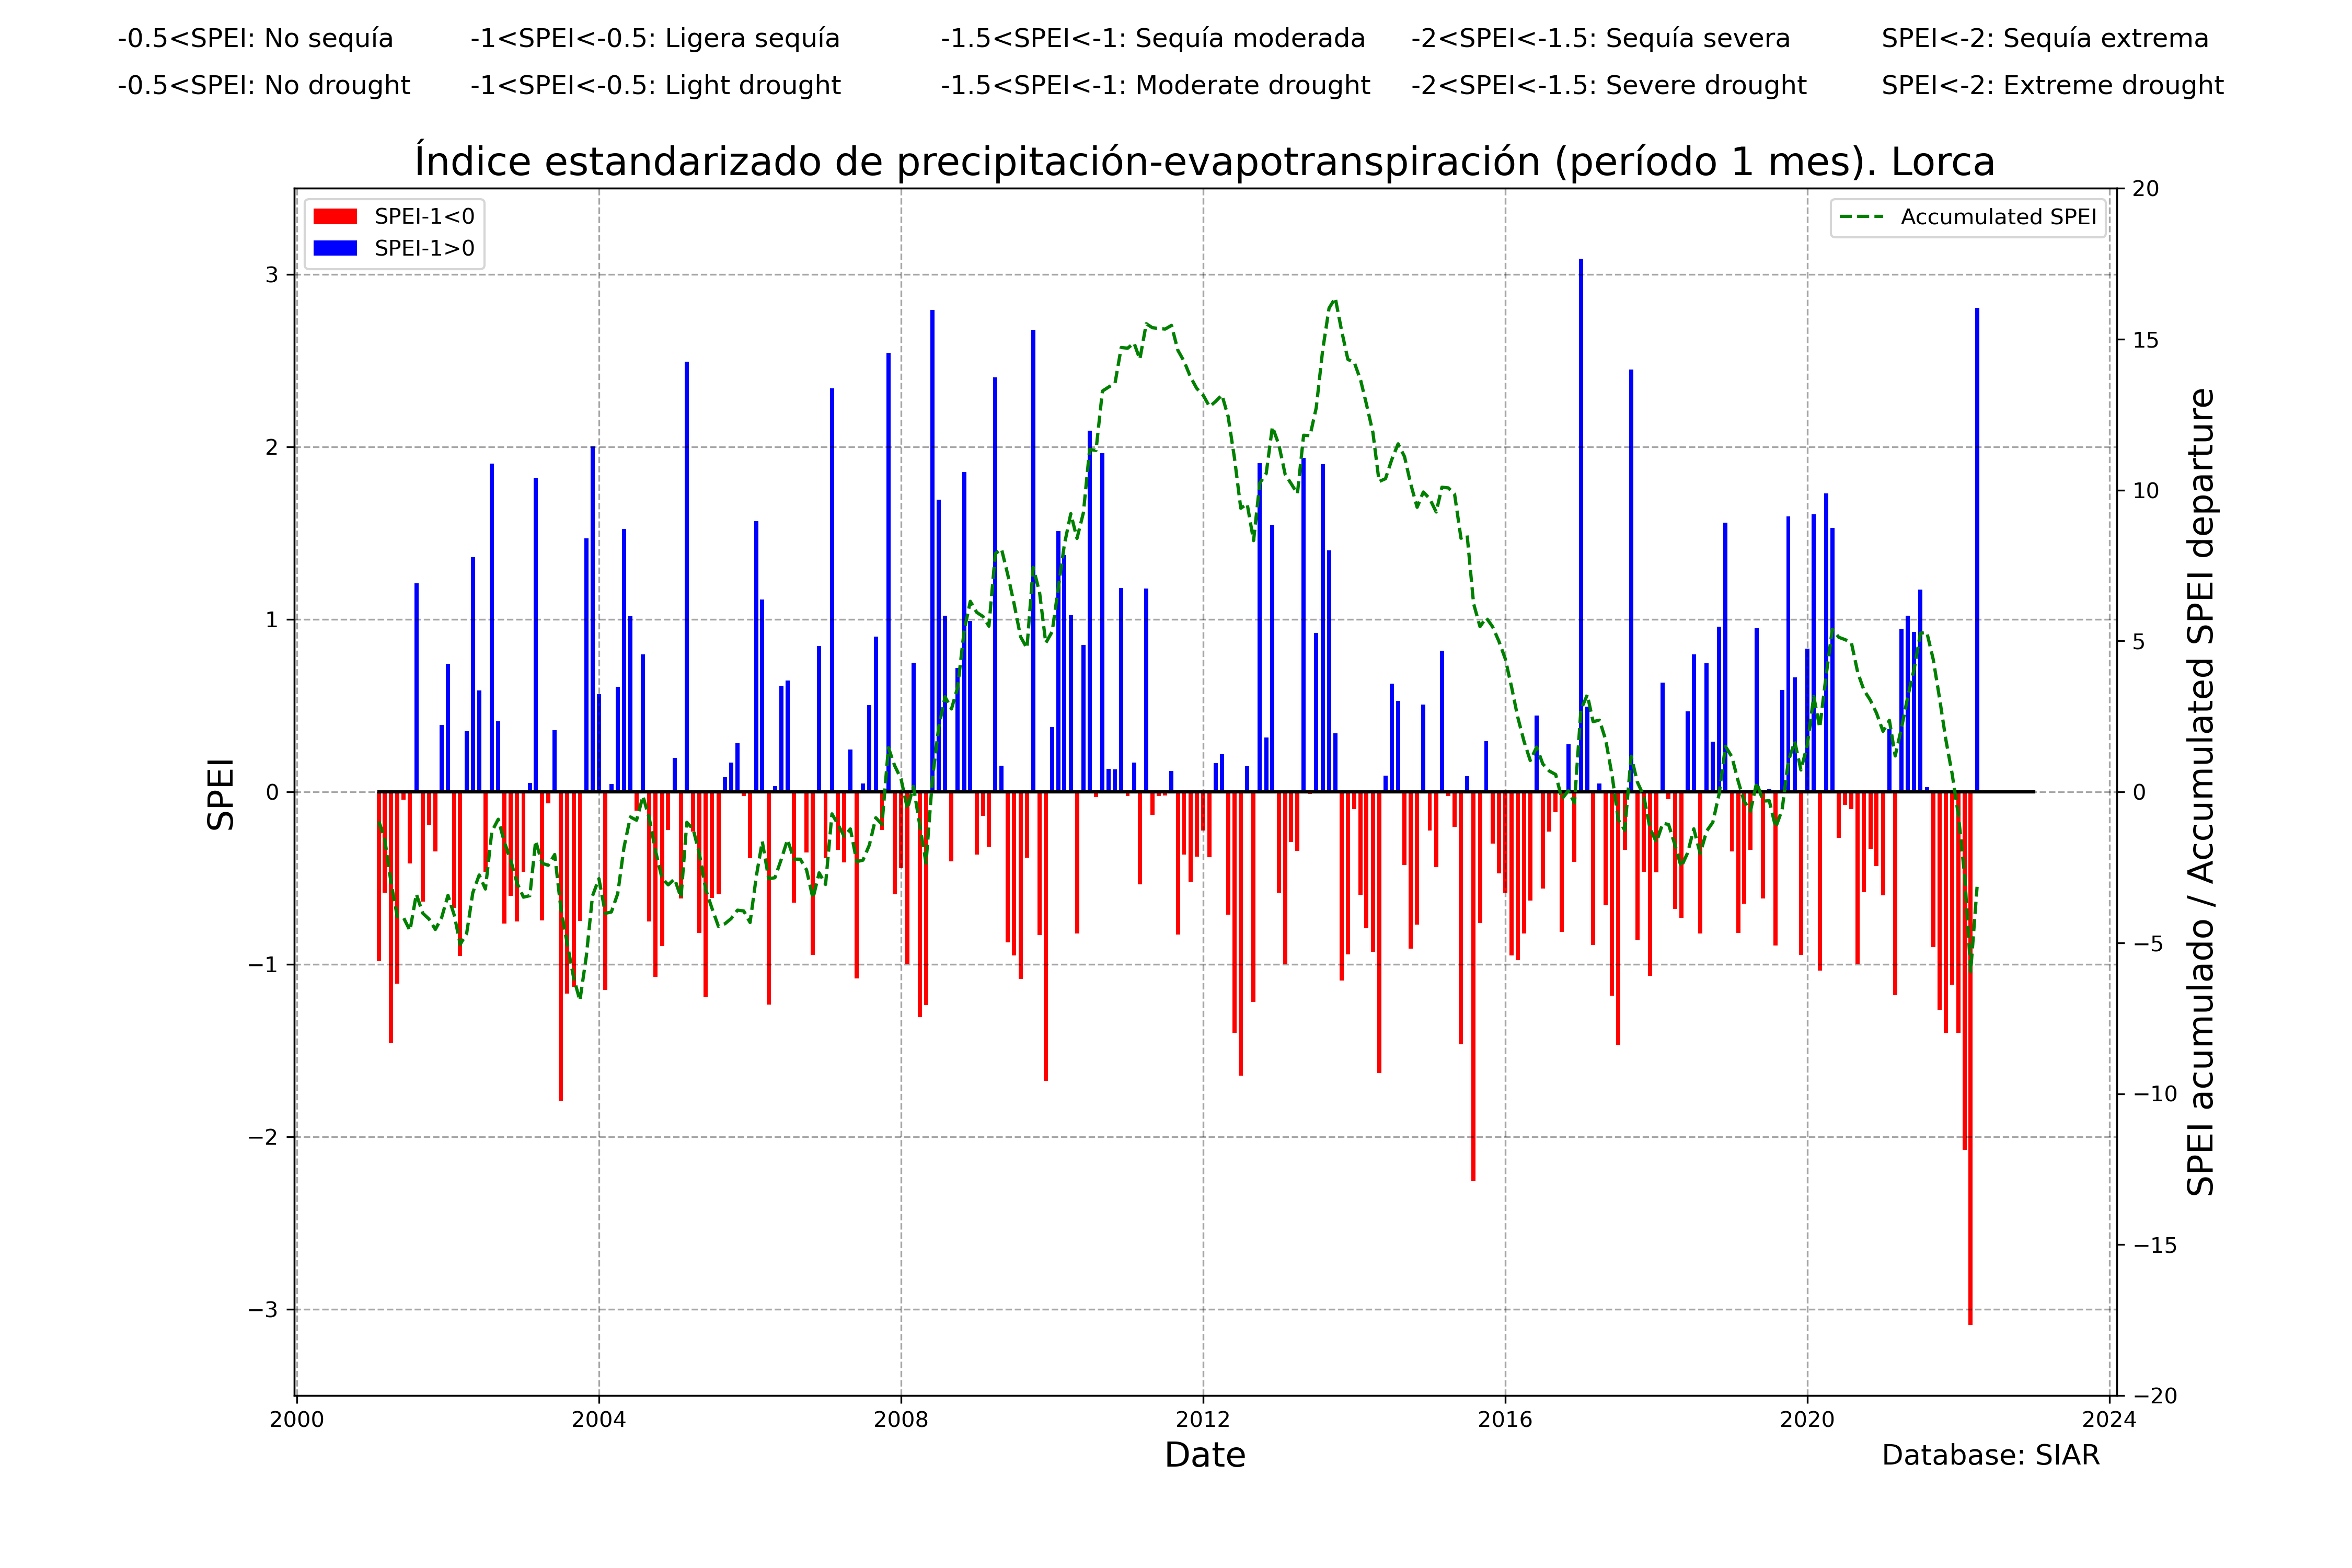 -0.5<SPEI: No sequía -1<SPEI<-0.5: Ligera sequía -1.5<SPEI<-1: Sequía moderada -2<SPEI<-1.5: Sequía severa SPEI<-2: Sequía extrema
-0.5<SPEI: No drought -1<SPEI<-0.5: Light drought -1.5<SPEI<-1: Moderate drought -2<SPEI<-1.5: Severe drought SPEI<-2: Extreme drought
Índice estandarizado de precipitación-evapotranspiración (período 1 mes). Lorca
SPEI-1<0
SPEI-1>0
Accumulated SPEI
SPEI
3
2
1
0
−1
−2
−3
20
15
10
5
0
−5
−10
−15
−20
SPEI acumulado / Accumulated SPEI departure
2000 2004 2008 2012 2016 2020 2024
Date
Database: SIAR